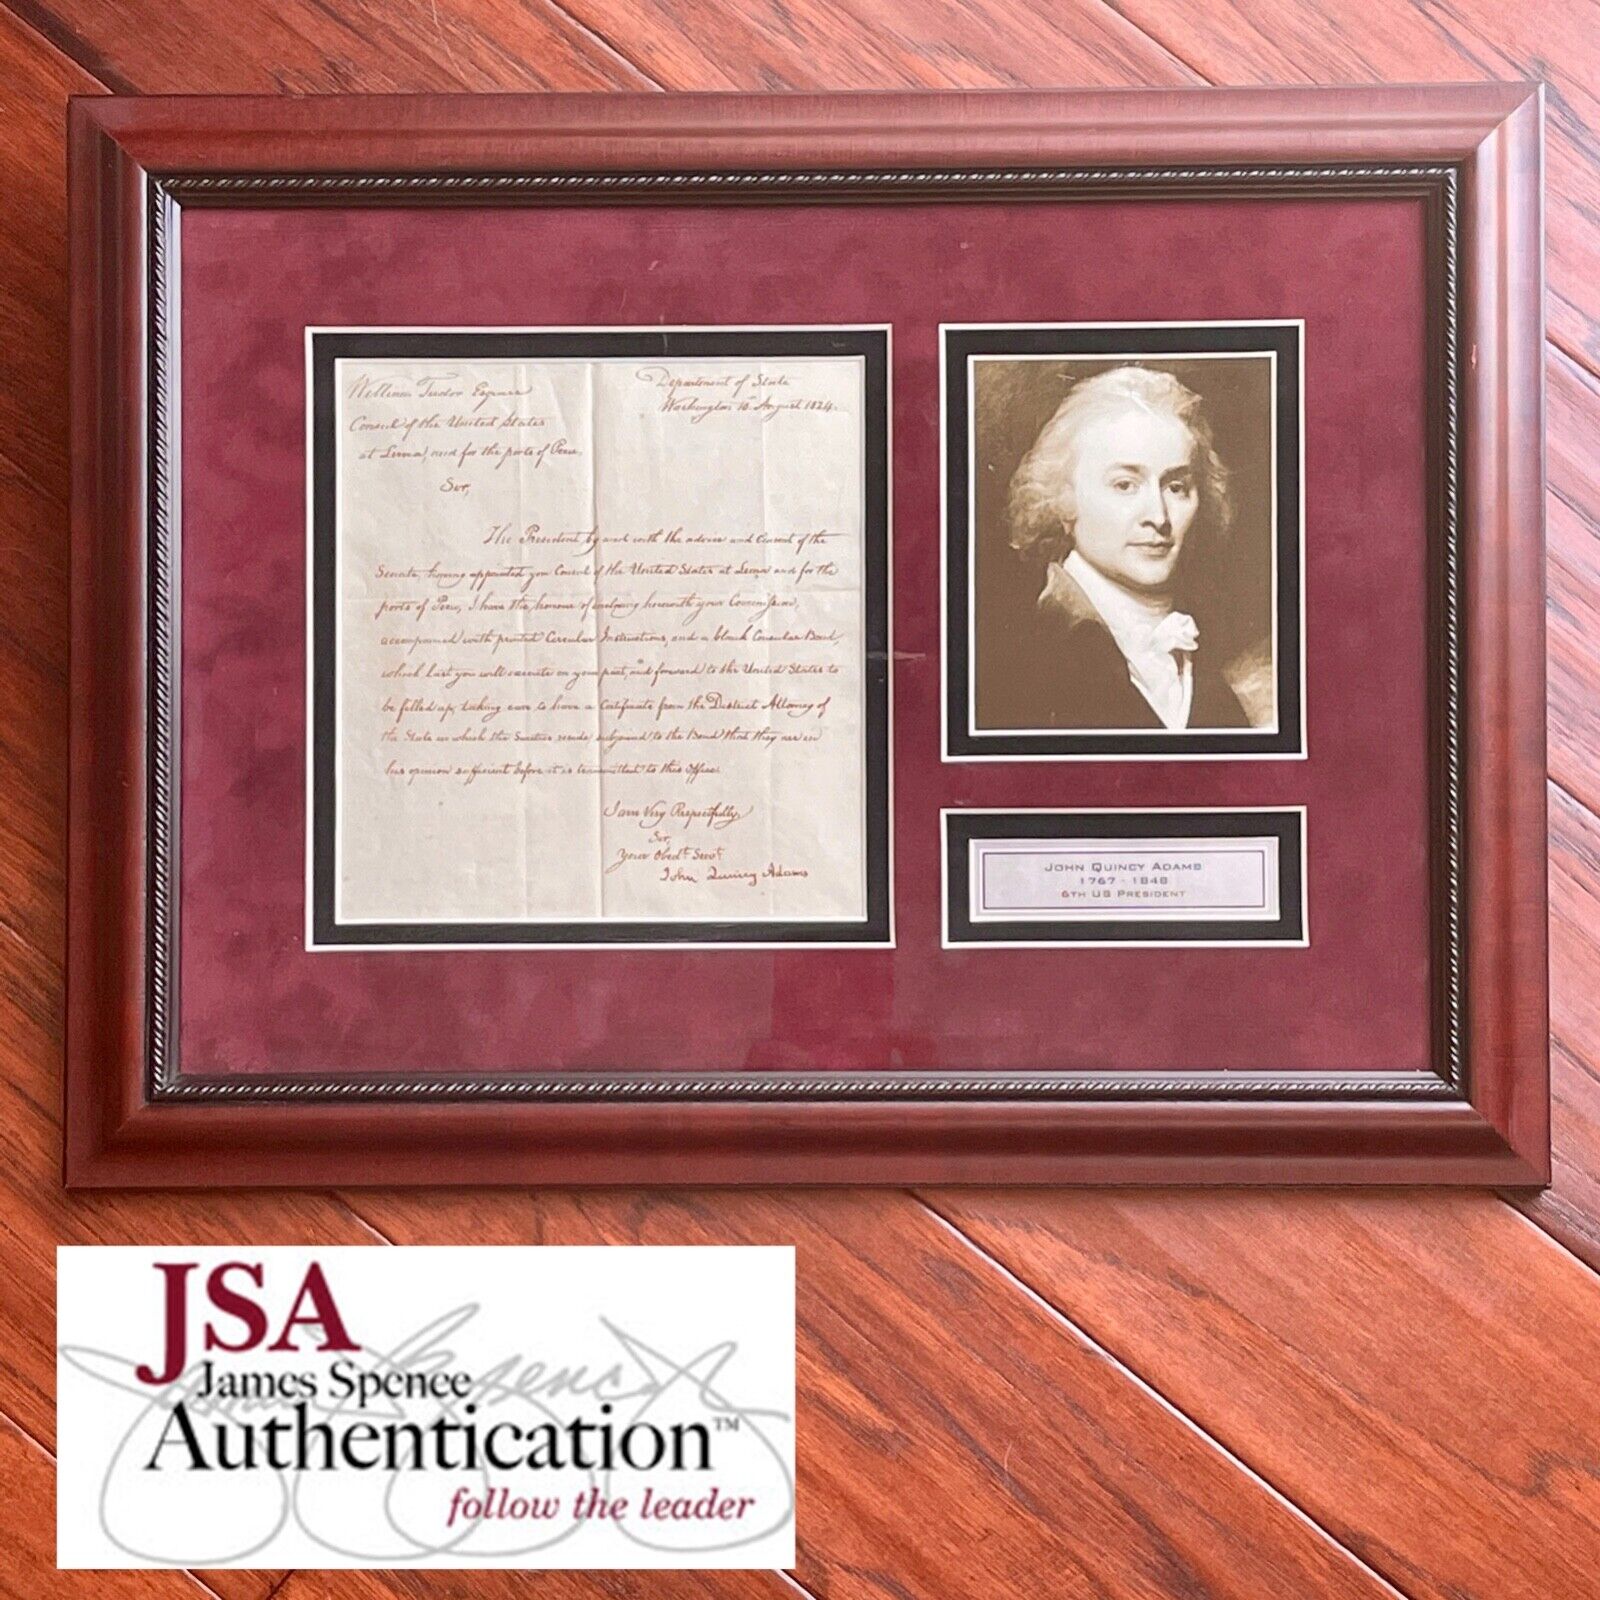 William Tudor Esquire
Consul of the United States
at Lima, and for the ports of Peru.
Department of State
Washington 10th August 1824.
Sir,
The President by and with the advice and Consent of the
Senate having appointed you Consul of the United States at Lima and for the
ports of Peru, I have the honour of enclosing herewith your Commission,
accompanied with printed Circular Instructions, and a blank Consular Bond,
which last you will execute on your part, and forward to the United States to
be filled up, taking care to have a Certificate from the District Attorney of
the State in which the Sureties reside subjoined to the Bond that they are in
his opinion sufficient before it is transmitted to this Office.
I am Very Respectfully,
Sir,
Your Obedt. Servt.
John Quincy Adams
John Quincy Adams
1767 - 1848
6th US President
JSA
James Spence
Authentication™
follow the leader